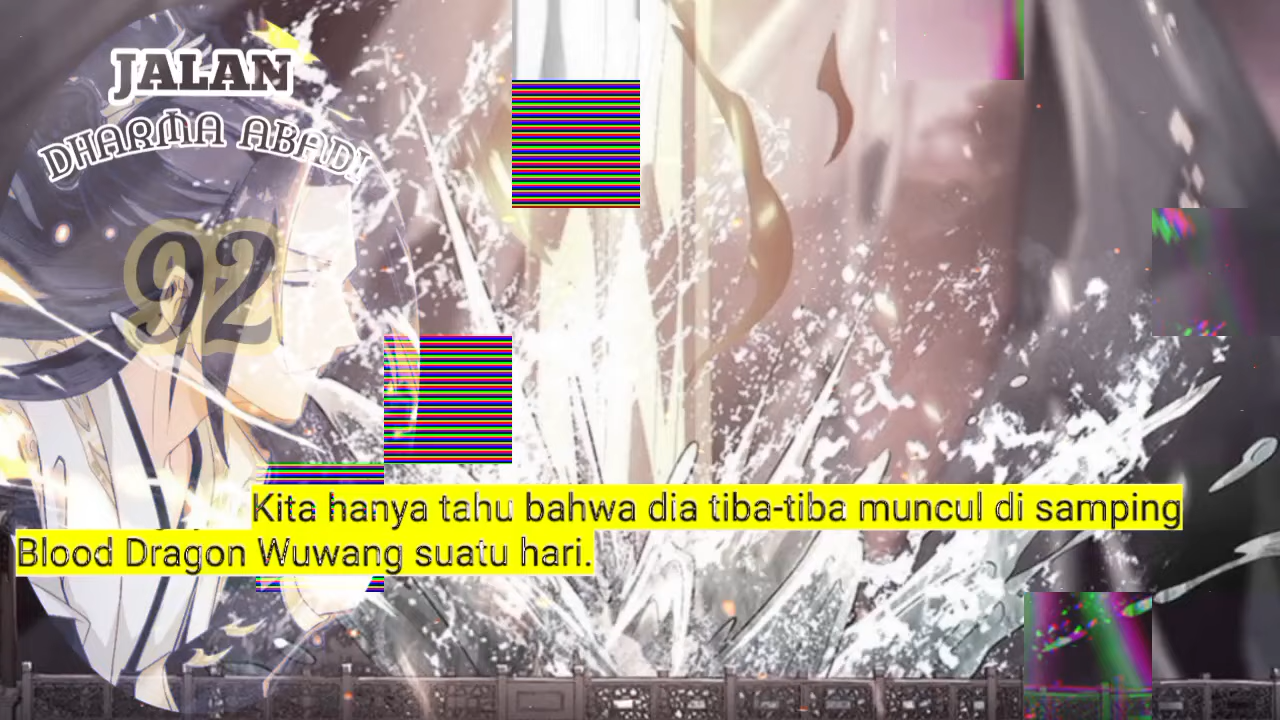 JALAN
DHARMA ABADI
92
Kita hanya tahu bahwa dia tiba-tiba muncul di samping
Blood Dragon Wuwang suatu hari.